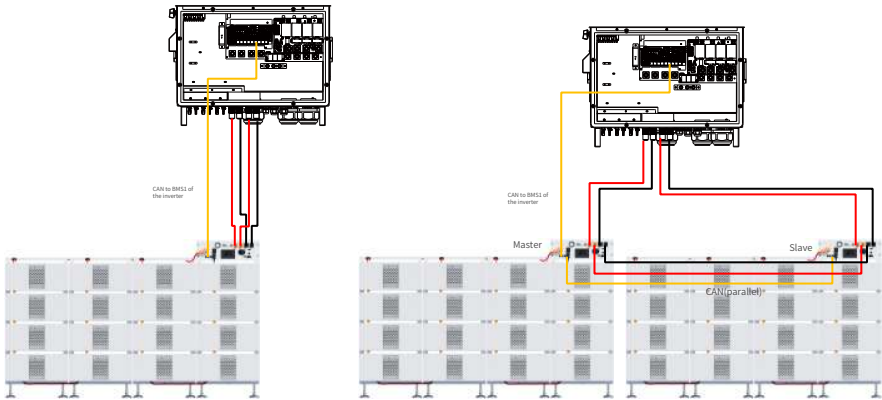 CAN to BMS1 of
the inverter
CAN to BMS1 of
the inverter
Master
Slave
CAN(parallel)